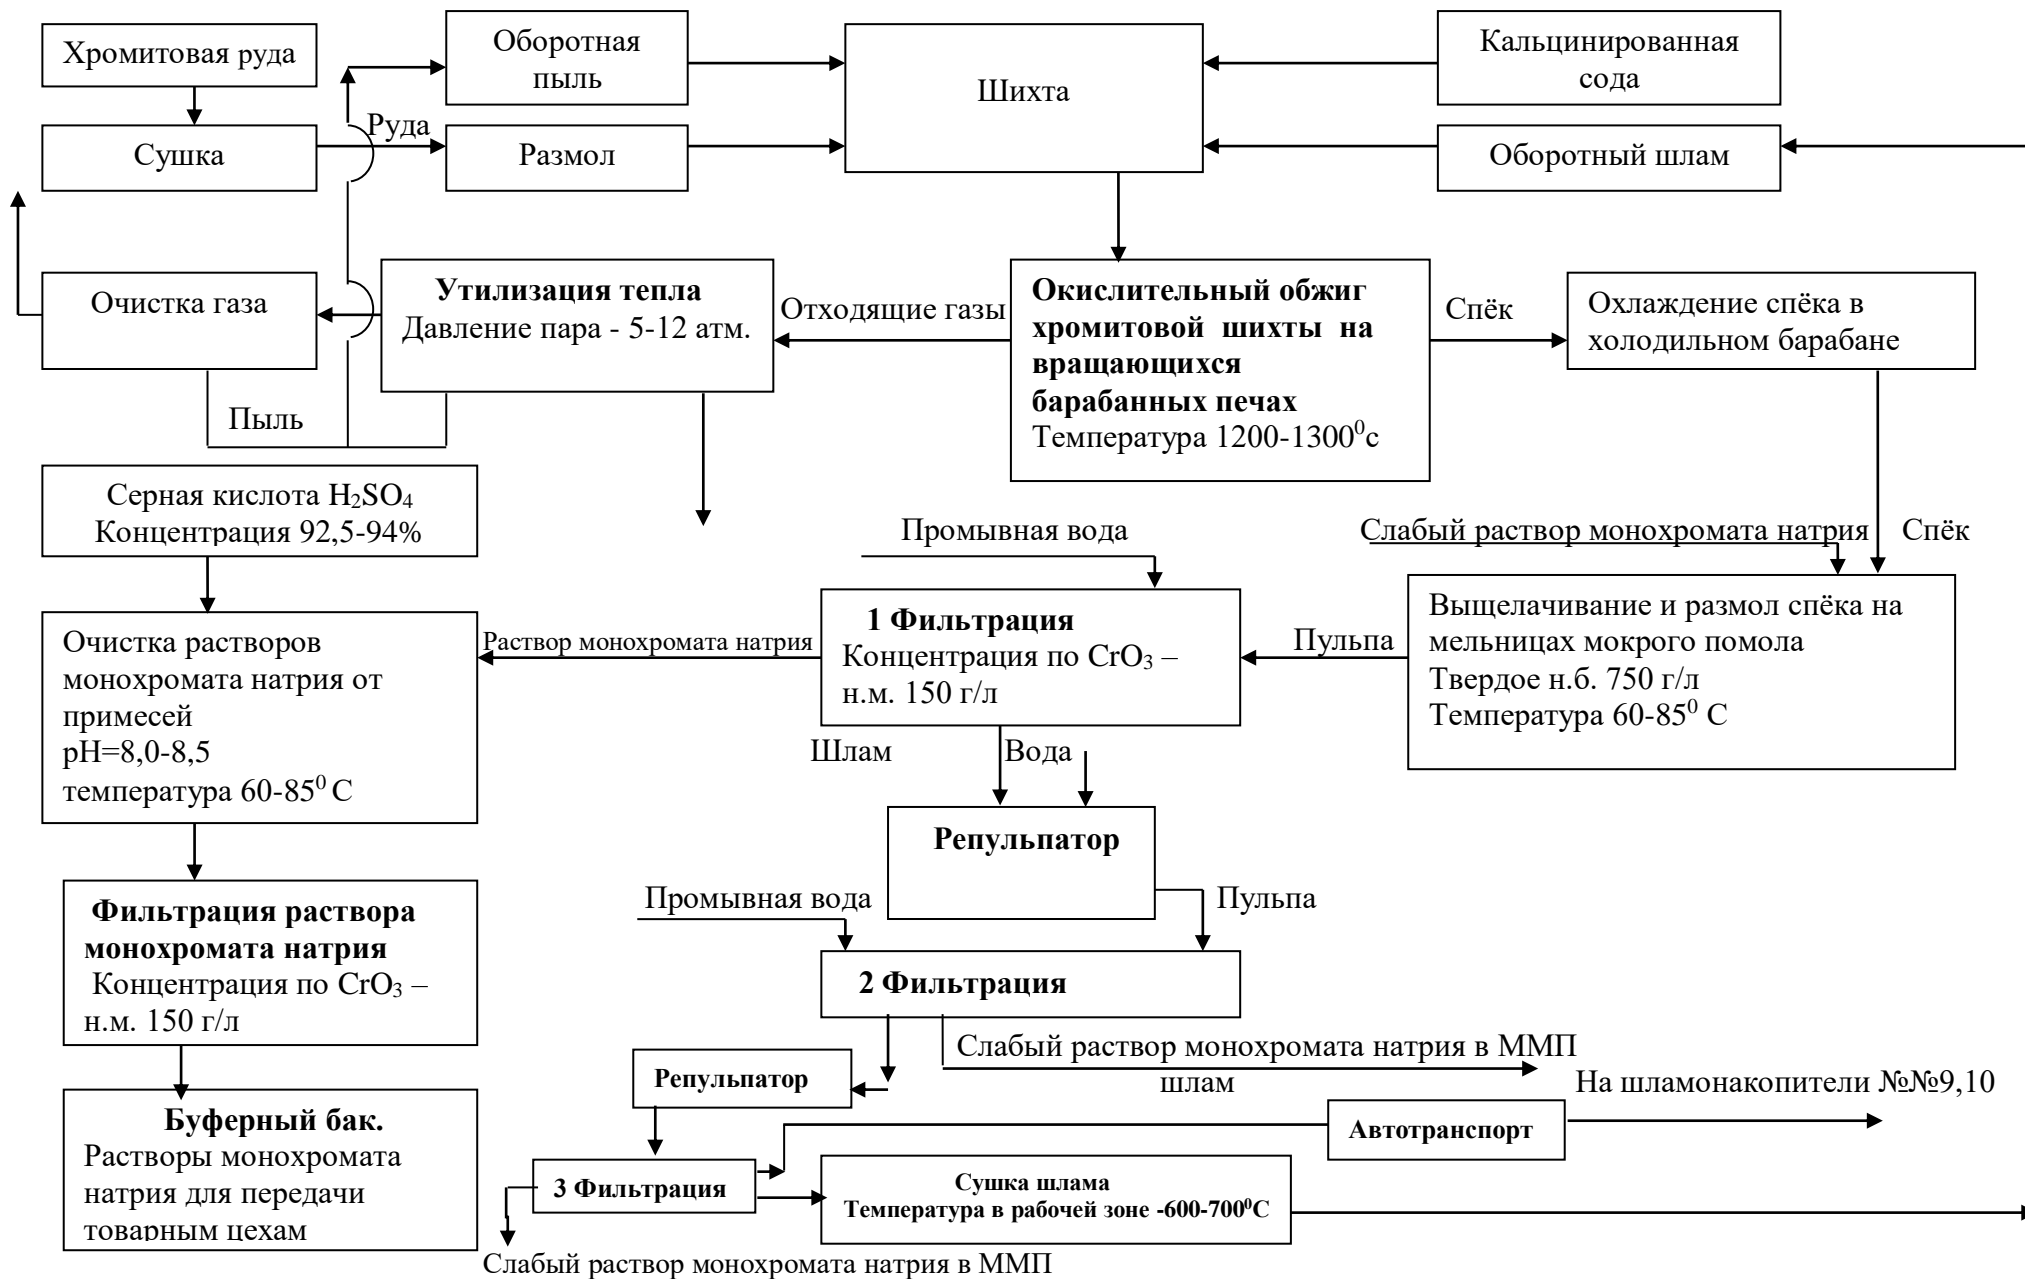 Хромитовая руда
Оборотная
пыль
Шихта
Кальцинированная
сода
Сушка
Руда
Размол
Оборотный шлам
Очистка газа
Утилизация тепла
Давление пара - 5-12 атм.
Отходящие газы
Окислительный обжиг
хромитовой шихты на
вращающихся
барабанных печах
Температура 1200-1300⁰с
Спёк
Охлаждение спёка в
холодильном барабане
Пыль
Серная кислота H₂SO₄
Концентрация 92,5-94%
Промывная вода
Слабый раствор монохромата натрия
Спёк
Очистка растворов
монохромата натрия от
примесей
рН=8,0-8,5
температура 60-85⁰ С
Раствор монохромата натрия
1 Фильтрация
Концентрация по CrO₃ –
н.м. 150 г/л
Пульпа
Выщелачивание и размол спёка на
мельницах мокрого помола
Твердое н.б. 750 г/л
Температура 60-85⁰ С
Шлам
Вода
Репульпатор
Промывная вода
Пульпа
Фильтрация раствора
монохромата натрия
Концентрация по CrO₃ –
н.м. 150 г/л
2 Фильтрация
Слабый раствор монохромата натрия в ММП
шлам
Репульпатор
На шламонакопители №№9,10
Автотранспорт
Буферный бак.
Растворы монохромата
натрия для передачи
товарным цехам
3 Фильтрация
Сушка шлама
Температура в рабочей зоне -600-700⁰С
Слабый раствор монохромата натрия в ММП